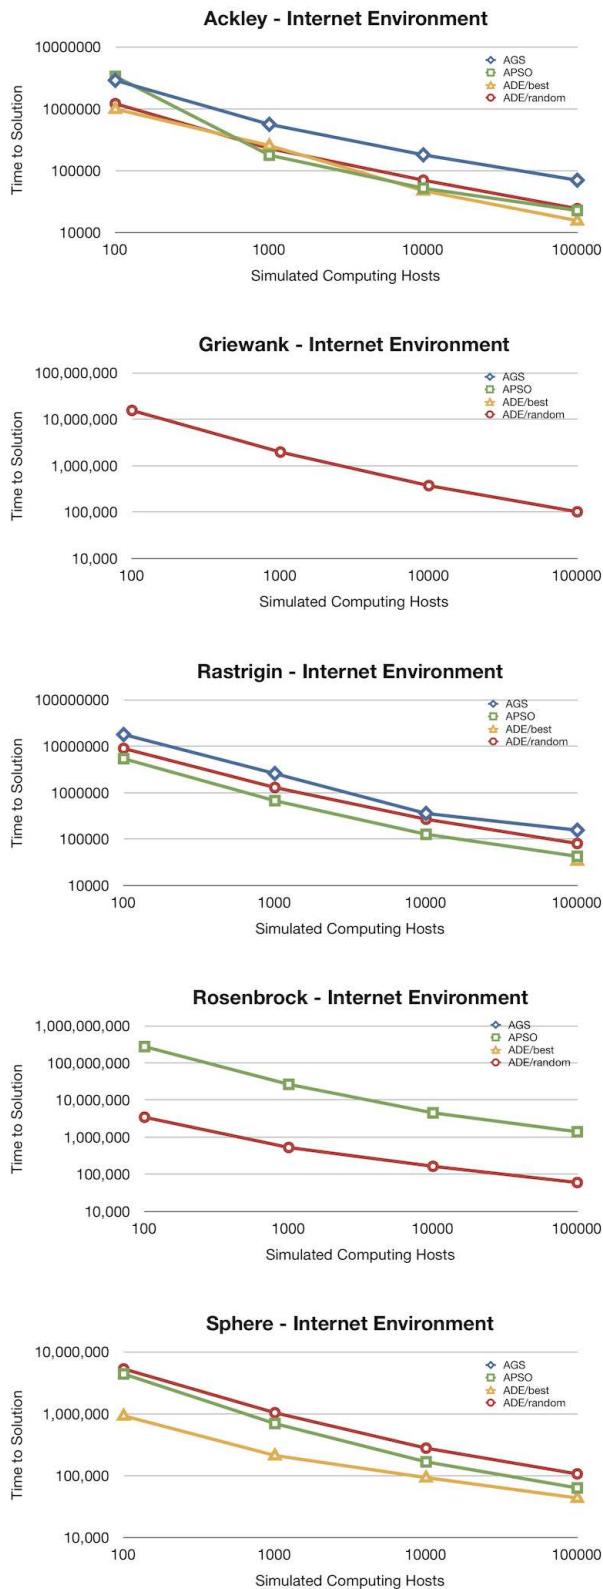 Ackley - Internet Environment
10000000
1000000
100000
10000
Time to Solution
AGS
APSO
ADE/best
ADE/random
100 1000 10000 100000
Simulated Computing Hosts
Griewank - Internet Environment
100,000,000
10,000,000
1,000,000
100,000
10,000
Time to Solution
AGS
APSO
ADE/best
ADE/random
100 1000 10000 100000
Simulated Computing Hosts
Rastrigin - Internet Environment
100000000
10000000
1000000
100000
10000
Time to Solution
AGS
APSO
ADE/best
ADE/random
100 1000 10000 100000
Simulated Computing Hosts
Rosenbrock - Internet Environment
1,000,000,000
100,000,000
10,000,000
1,000,000
100,000
10,000
Time to Solution
AGS
APSO
ADE/best
ADE/random
100 1000 10000 100000
Simulated Computing Hosts
Sphere - Internet Environment
10,000,000
1,000,000
100,000
10,000
Time to Solution
AGS
APSO
ADE/best
ADE/random
100 1000 10000 100000
Simulated Computing Hosts